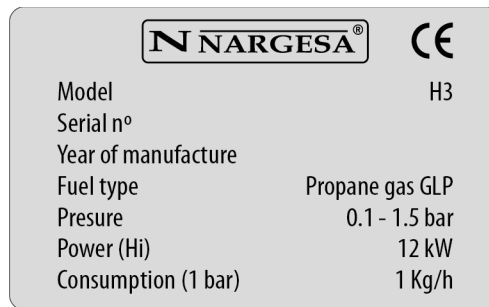 N NARGESA® CE
Model H3
Serial nº
Year of manufacture
Fuel type Propane gas GLP
Presure 0.1 - 1.5 bar
Power (Hi) 12 kW
Consumption (1 bar) 1 Kg/h